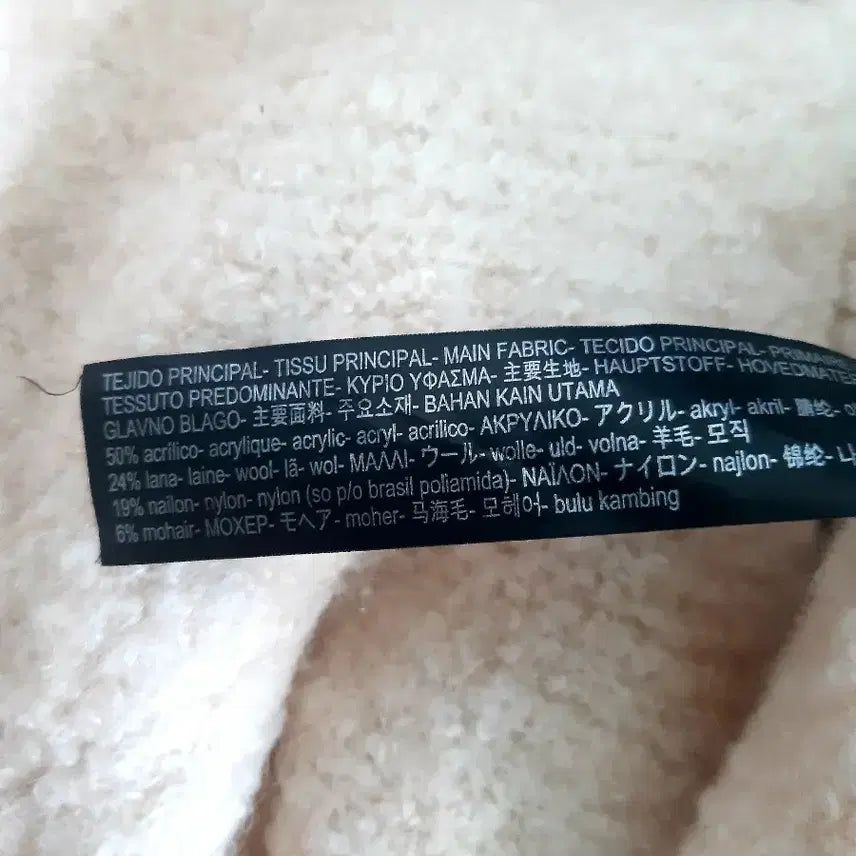 TEJIDO PRINCIPAL- TISSU PRINCIPAL- MAIN FABRIC- TECIDO PRINCIPAL-
TESSUTO PREDOMINANTE- ΚΥΡΙΟ ΥΦΑΣΜΑ- 主要生地- HAUPTSTOFF-
GLAVNO BLAGO- 主要面料- 주요소재- BAHAN KAIN UTAMA
50% acrílico- acrylique- acrylic- acryl- acrilico- ΑΚΡΥΛΙΚΟ- アクリル- akryl- akril-
24% lana- laine- wool- lã- wol- ΜΑΛΛΙ- ウール- wolle- uld- volna- 羊毛- 모직
19% nailon- nylon- nylon (so p/o brasil poliamida)- ΝΑΪΛΟΝ- ナイロン- najlon- 锦纶-
6% mohair- ΜΟΧΕΡ- モヘア- moher- 马海毛- 모헤어- bulu kambing